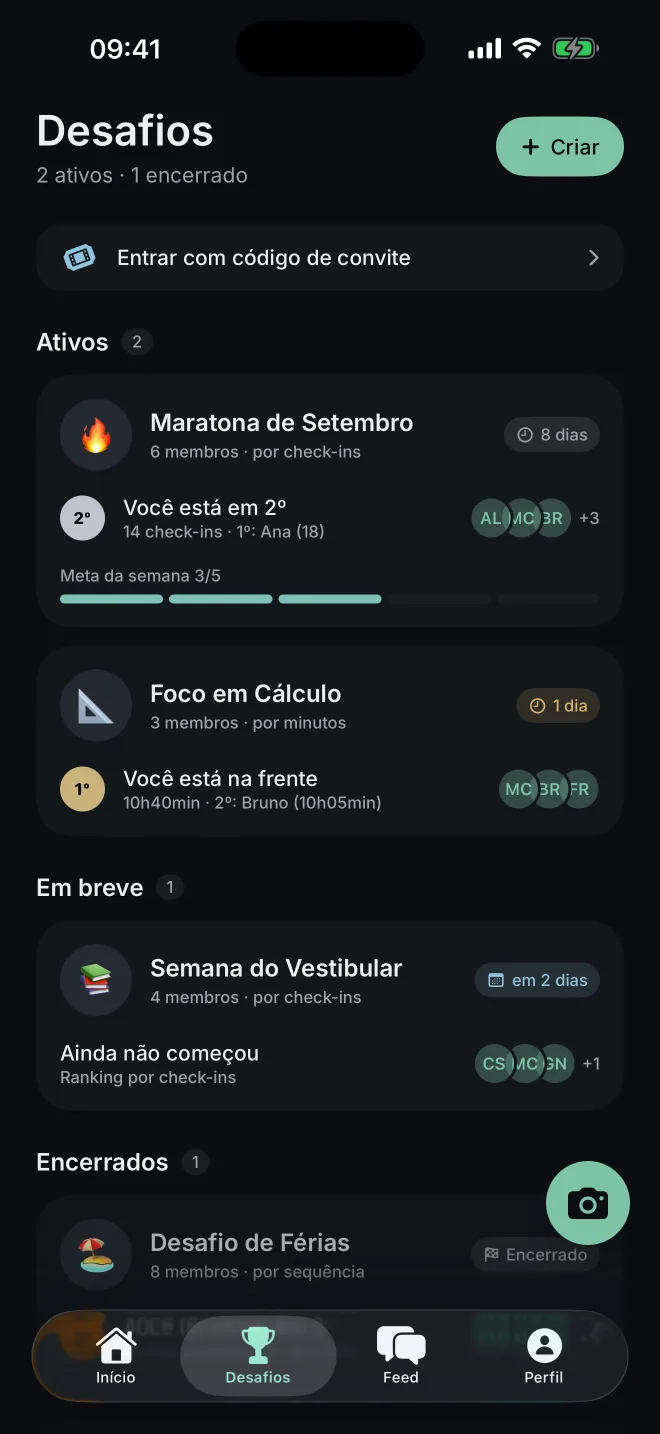 09:41
Desafios
2 ativos · 1 encerrado
+ Criar
Entrar com código de convite
Ativos 2
Maratona de Setembro
6 membros · por check-ins
8 dias
2º
Você está em 2º
14 check-ins · 1º: Ana (18)
AL MC BR +3
Meta da semana 3/5
Foco em Cálculo
3 membros · por minutos
1 dia
1º
Você está na frente
10h40min · 2º: Bruno (10h05min)
MC BR FR
Em breve 1
Semana do Vestibular
4 membros · por check-ins
em 2 dias
Ainda não começou
Ranking por check-ins
CS MC GN +1
Encerrados 1
Desafio de Férias
8 membros · por sequência
Encerrado
Início
Desafios
Feed
Perfil